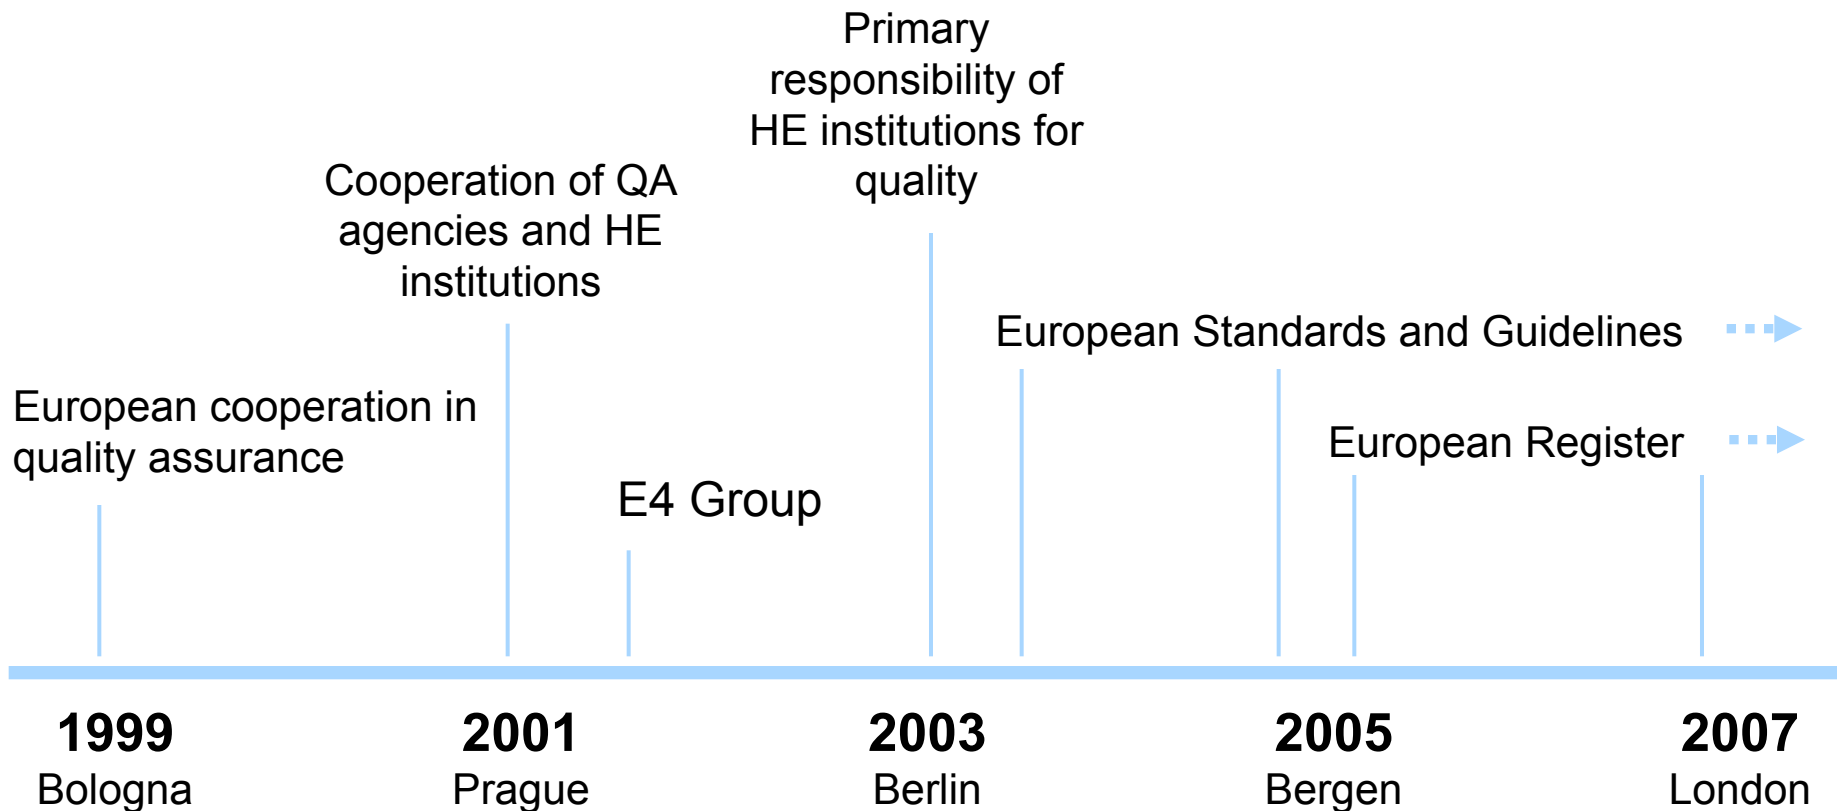 Primary
responsibility of
HE institutions for
quality
Cooperation of QA
agencies and HE
institutions
European Standards and Guidelines
European cooperation in
quality assurance
European Register
E4 Group
1999
Bologna
2001
Prague
2003
Berlin
2005
Bergen
2007
London